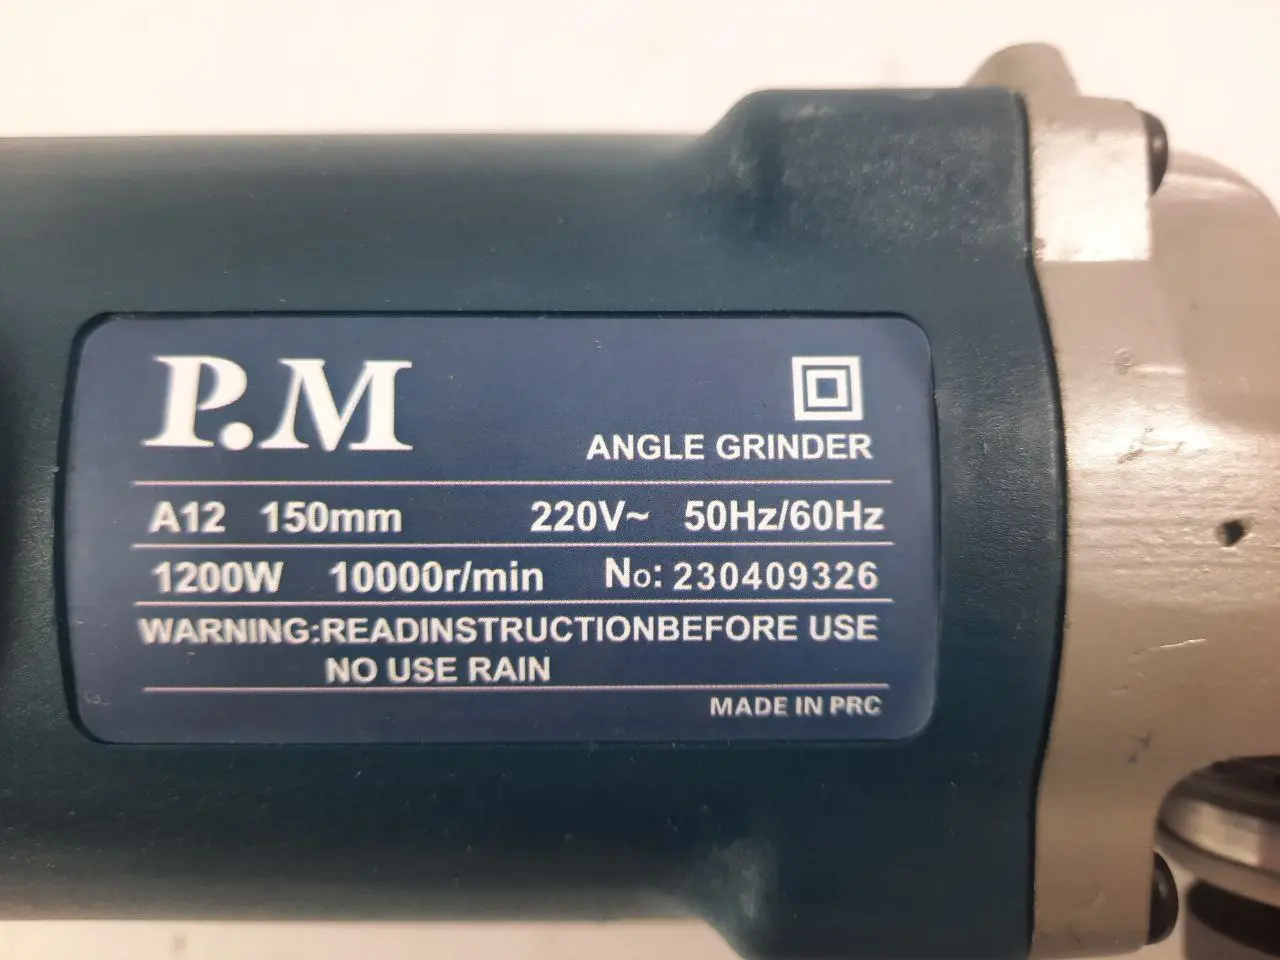 P.M
ANGLE GRINDER
A12 150mm 220V~ 50Hz/60Hz
1200W 10000r/min No: 230409326
WARNING:READINSTRUCTIONBEFORE USE
NO USE RAIN
MADE IN PRC